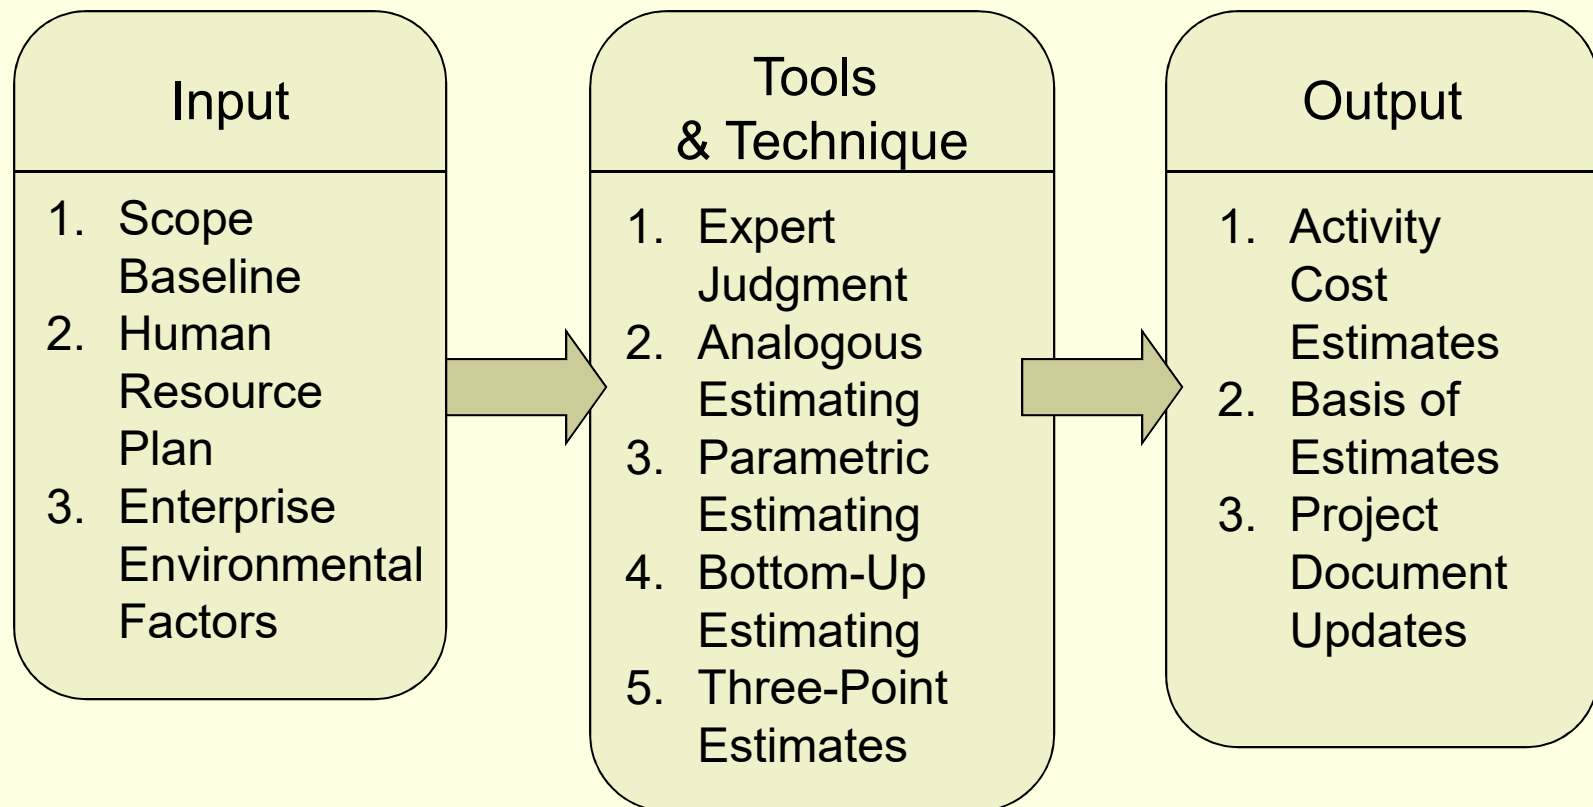 Input
1. Scope
Baseline
2. Human
Resource
Plan
3. Enterprise
Environmental
Factors
Tools
& Technique
1. Expert
Judgment
2. Analogous
Estimating
3. Parametric
Estimating
4. Bottom-Up
Estimating
5. Three-Point
Estimates
Output
1. Activity
Cost
Estimates
2. Basis of
Estimates
3. Project
Document
Updates